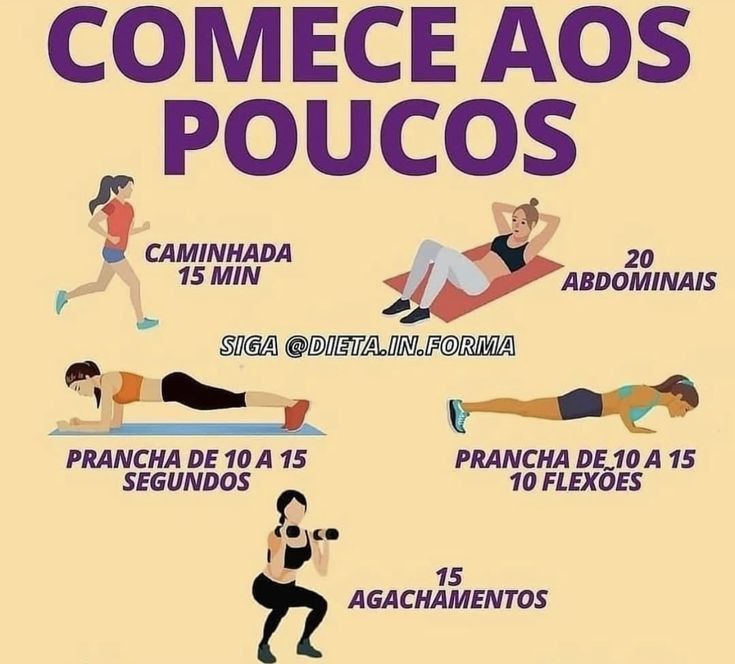 COMECE AOS
POUCOS
CAMINHADA
15 MIN
20
ABDOMINAIS
SIGA @DIETA.IN.FORMA
PRANCHA DE 10 A 15
SEGUNDOS
PRANCHA DE 10 A 15
10 FLEXÕES
15
AGACHAMENTOS